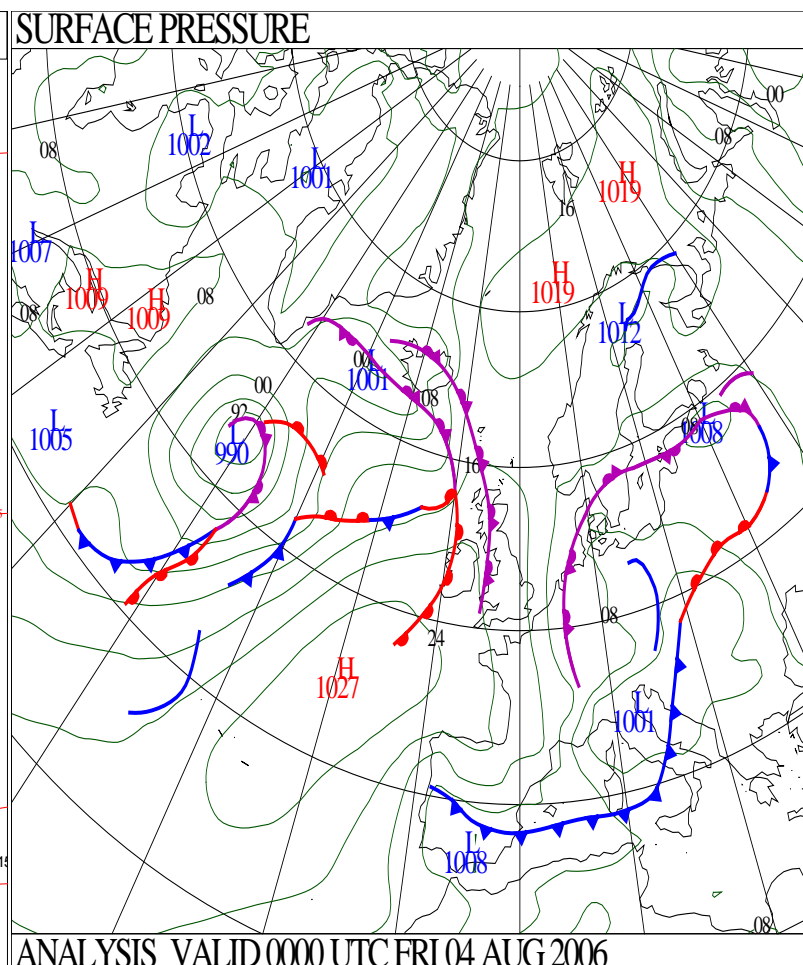 SURFACE PRESSURE
00
L
1002
08
08
L
1001
H
1019
16
L
1007
H
1009
H
1009
08
08
H
1019
L
1012
00
L
1001
00
08
92
L
990
L
1005
L
1008
16
08
08
24
H
1027
L
1001
L
1008
08
ANALYSIS VALID 0000 UTC FRI 04 AUG 2006